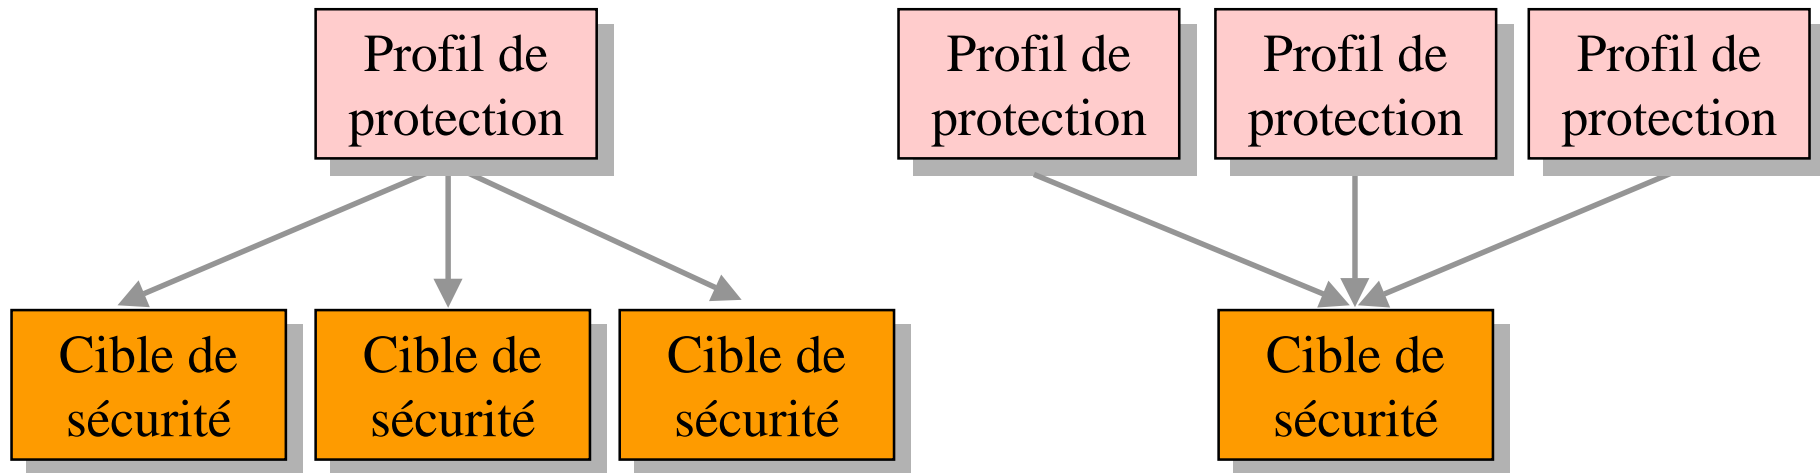 Profil de
protection
Profil de
protection
Profil de
protection
Profil de
protection
Cible de
sécurité
Cible de
sécurité
Cible de
sécurité
Cible de
sécurité